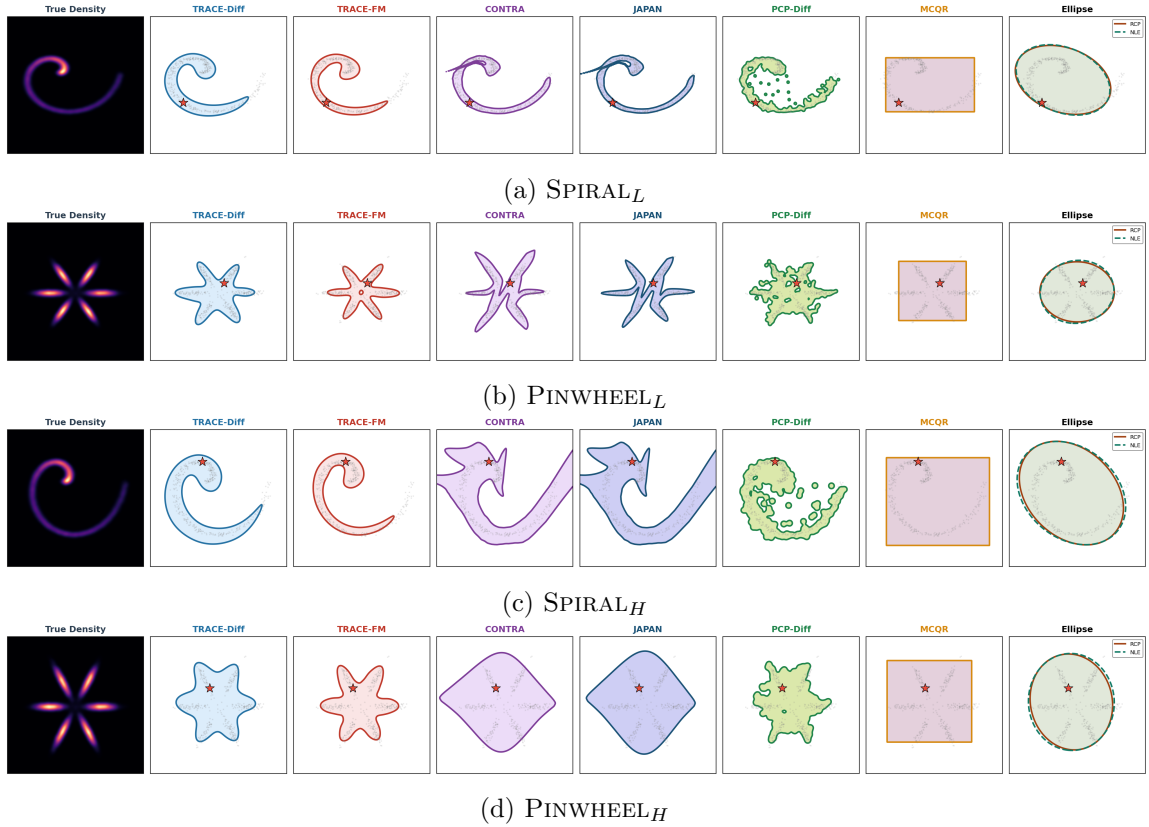 True Density TRACE-Diff TRACE-FM CONTRA JAPAN PCP-Diff MCQR Ellipse
RCP
NLE
(a) SPIRAL_L
True Density TRACE-Diff TRACE-FM CONTRA JAPAN PCP-Diff MCQR Ellipse
RCP
NLE
(b) PINWHEEL_L
True Density TRACE-Diff TRACE-FM CONTRA JAPAN PCP-Diff MCQR Ellipse
RCP
NLE
(c) SPIRAL_H
True Density TRACE-Diff TRACE-FM CONTRA JAPAN PCP-Diff MCQR Ellipse
RCP
NLE
(d) PINWHEEL_H